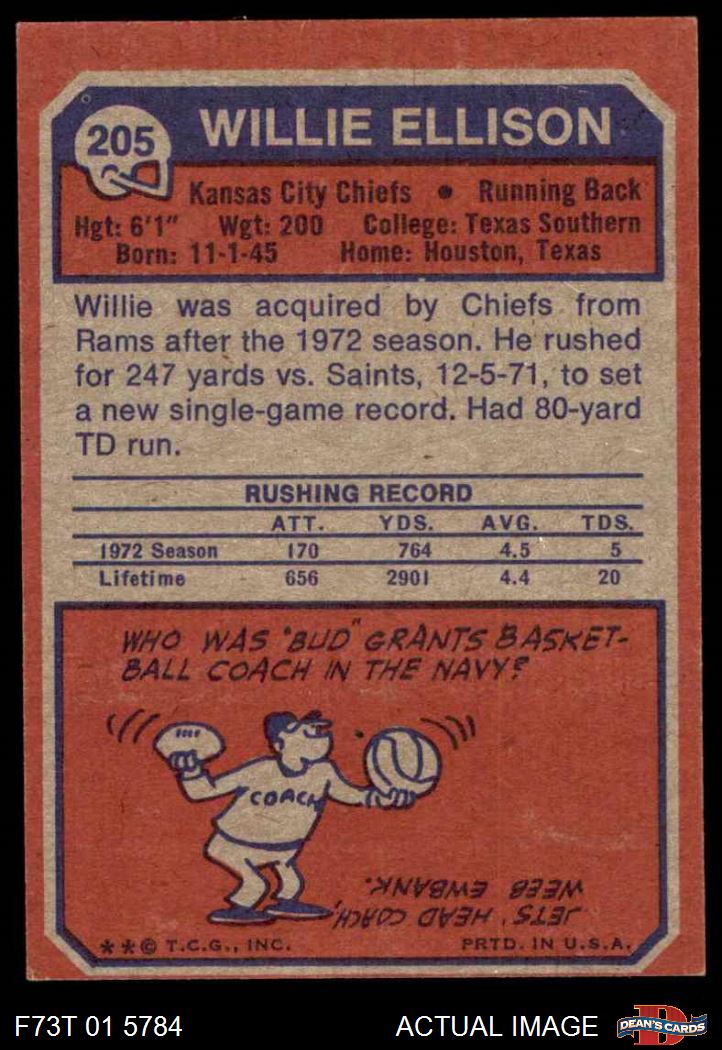 205
WILLIE ELLISON
Kansas City Chiefs • Running Back
Hgt: 6'1" Wgt: 200 College: Texas Southern
Born: 11-1-45 Home: Houston, Texas
Willie was acquired by Chiefs from
Rams after the 1972 season. He rushed
for 247 yards vs. Saints, 12-5-71, to set
a new single-game record. Had 80-yard
TD run.
RUSHING RECORD
ATT. YDS. AVG. TDS.
1972 Season 170 764 4.5 5
Lifetime 656 2901 4.4 20
WHO WAS "BUD" GRANTS BASKET-
BALL COACH IN THE NAVY?
COACH
JETS' HEAD COACH,
WEEB EWBANK.
**© T.C.G., INC. PRTD. IN U.S.A.
F73T 01 5784 ACTUAL IMAGE
D
DEAN'S CARDS